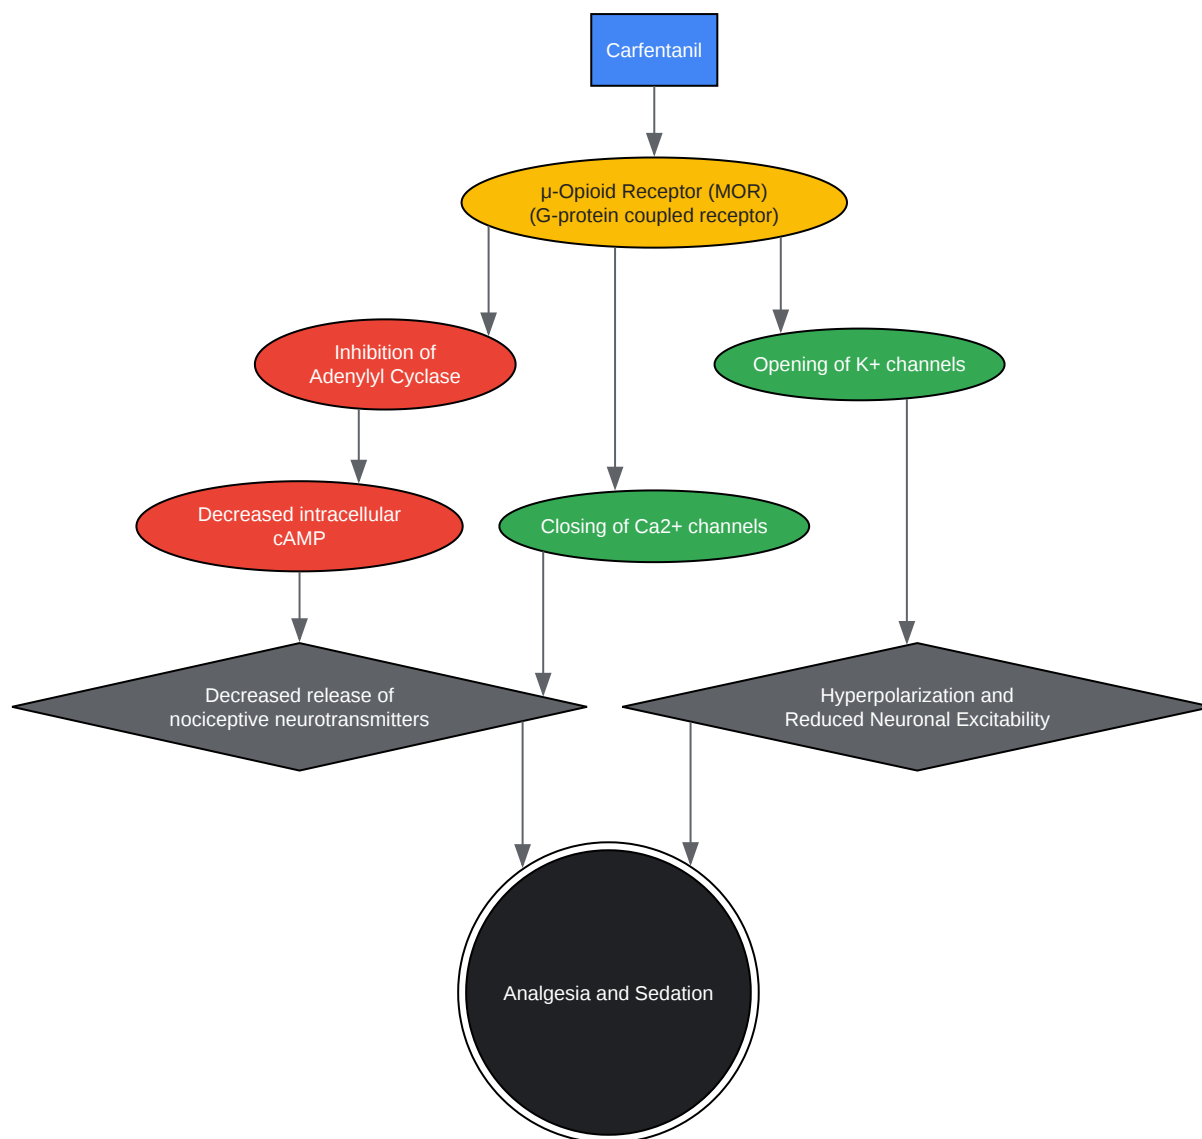 Carfentanil
μ-Opioid Receptor (MOR)
(G-protein coupled receptor)
Inhibition of
Adenylyl Cyclase
Opening of K+ channels
Decreased intracellular
cAMP
Closing of Ca2+ channels
Decreased release of
nociceptive neurotransmitters
Hyperpolarization and
Reduced Neuronal Excitability
Analgesia and Sedation